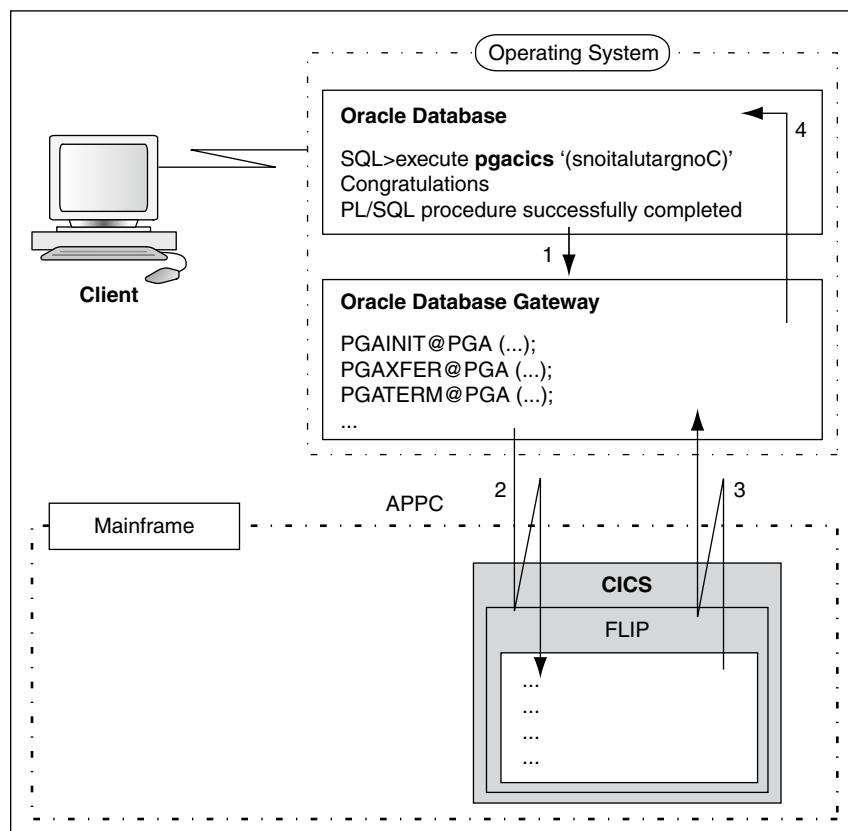 Operating System
Oracle Database
SQL>execute pgacics ‘(snoitalutargnoC)’
Congratulations
PL/SQL procedure successfully completed
4
1
Client
Oracle Database Gateway
PGAINIT@PGA (...);
PGAXFER@PGA (...);
PGATERM@PGA (...);
...
2
3
APPC
Mainframe
CICS
FLIP
...
...
...
...